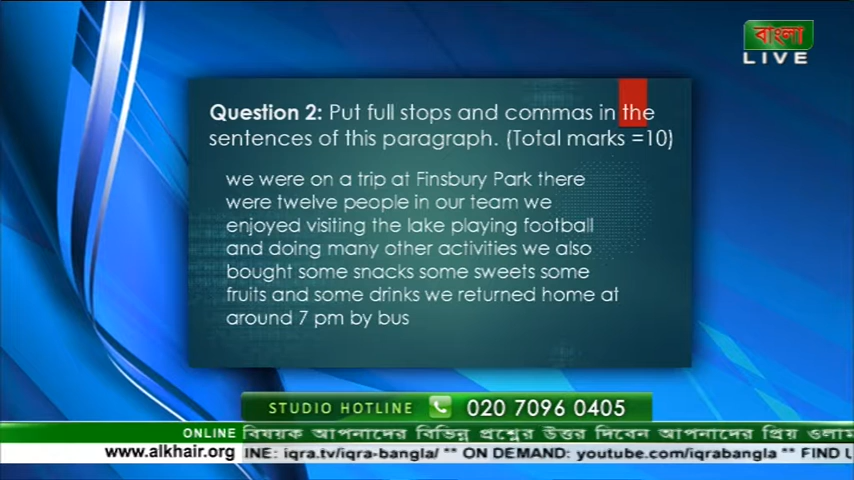 বাংলা
LIVE
Question 2: Put full stops and commas in the
sentences of this paragraph. (Total marks =10)
we were on a trip at Finsbury Park there
were twelve people in our team we
enjoyed visiting the lake playing football
and doing many other activities we also
bought some snacks some sweets some
fruits and some drinks we returned home at
around 7 pm by bus
STUDIO HOTLINE 020 7096 0405
ONLINE বিষয়ক আপনাদের বিভিন্ন প্রশ্নের উত্তর দিবেন আপনাদের প্রিয় ওলাম
www.alkhair.org INE: iqra.tv/iqra-bangla/ ** ON DEMAND: youtube.com/iqrabangla ** FIND U